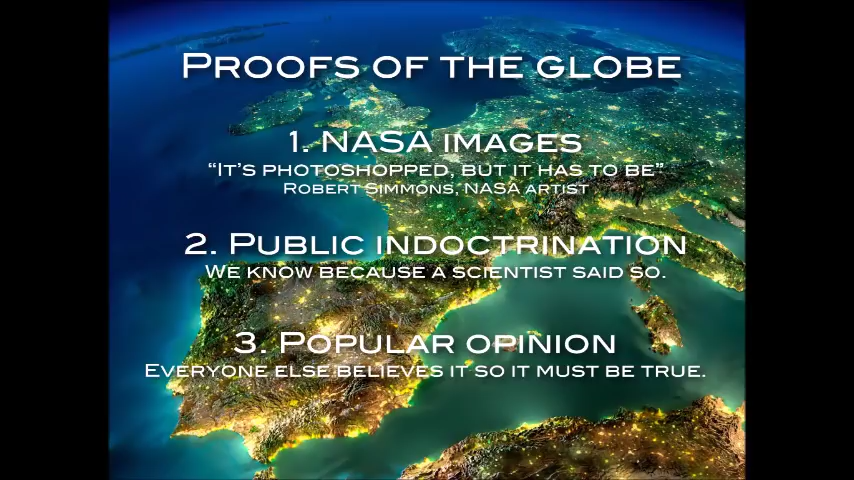 Proofs of the globe
1. NASA images
“It’s photoshopped, but it has to be”
Robert Simmons, NASA artist
2. Public indoctrination
We know because a scientist said so.
3. Popular opinion
Everyone else believes it so it must be true.